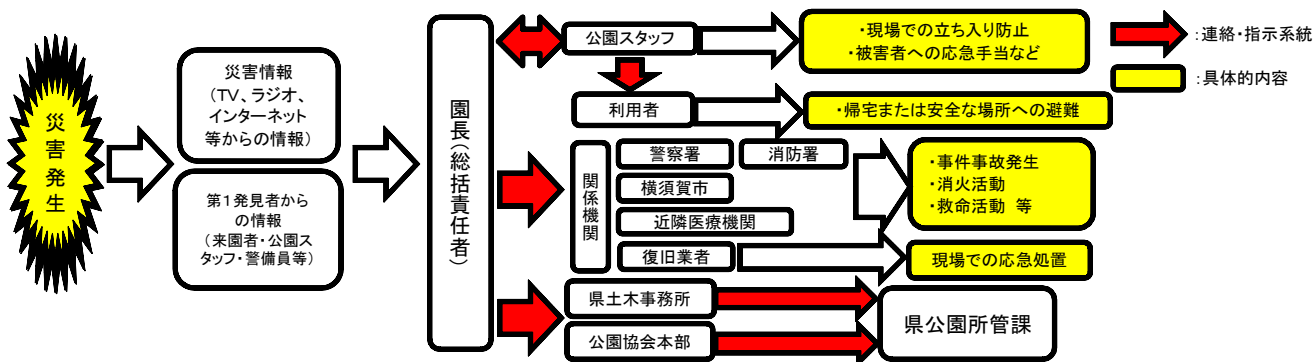 災害発生
災害情報
（TV、ラジオ、
インターネット
等からの情報）
第１発見者から
の情報
（来園者・公園ス
タッフ・警備員等）
園長（総括責任者）
公園スタッフ
・現場での立ち入り防止
・被害者への応急手当など
利用者
・帰宅または安全な場所への避難
関係機関
警察署
消防署
横須賀市
近隣医療機関
復旧業者
・事件事故発生
・消火活動
・救命活動 等
現場での応急処置
県土木事務所
公園協会本部
県公園所管課
：連絡・指示系統
：具体的内容